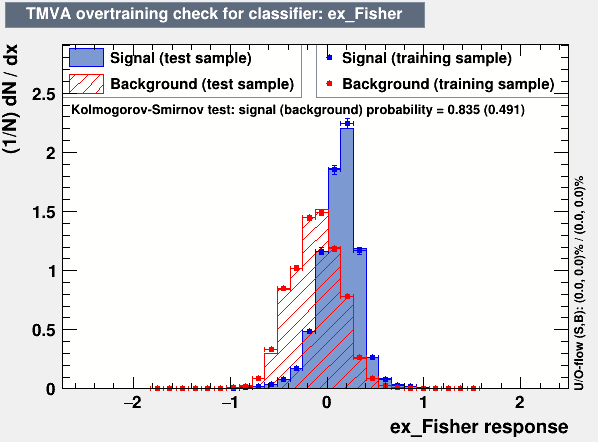 TMVA overtraining check for classifier: ex_Fisher
(1/N) dN / dx
Signal (test sample)
Background (test sample)
Signal (training sample)
Background (training sample)
Kolmogorov-Smirnov test: signal (background) probability = 0.835 (0.491)
2.5
2
1.5
1
0.5
0
−2
−1
0
1
2
ex_Fisher response
U/O-flow (S,B): (0.0, 0.0)% / (0.0, 0.0)%